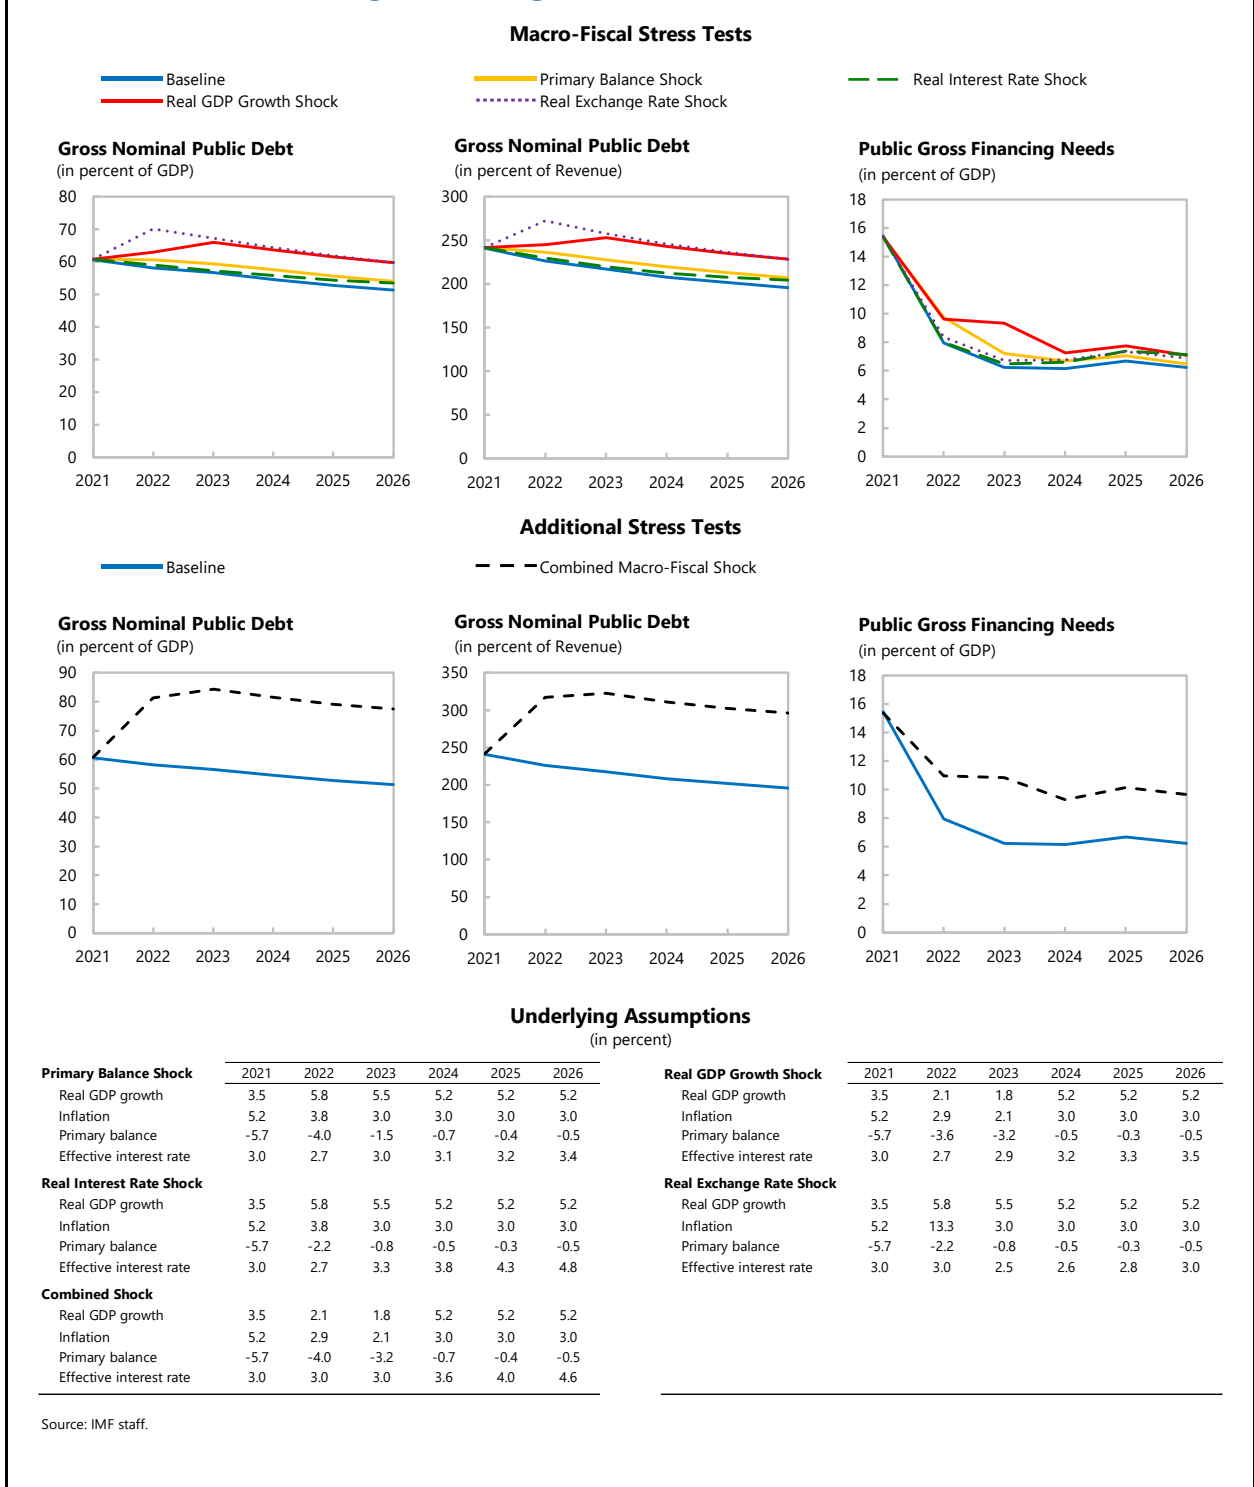 Macro-Fiscal Stress Tests
Baseline
Primary Balance Shock
Real Interest Rate Shock
Real GDP Growth Shock
Real Exchange Rate Shock
Gross Nominal Public Debt
(in percent of GDP)
80
70
60
50
40
30
20
10
0
2021 2022 2023 2024 2025 2026
Gross Nominal Public Debt
(in percent of Revenue)
300
250
200
150
100
50
0
2021 2022 2023 2024 2025 2026
Public Gross Financing Needs
(in percent of GDP)
18
16
14
12
10
8
6
4
2
0
2021 2022 2023 2024 2025 2026
Additional Stress Tests
Baseline
Combined Macro-Fiscal Shock
Gross Nominal Public Debt
(in percent of GDP)
90
80
70
60
50
40
30
20
10
0
2021 2022 2023 2024 2025 2026
Gross Nominal Public Debt
(in percent of Revenue)
350
300
250
200
150
100
50
0
2021 2022 2023 2024 2025 2026
Public Gross Financing Needs
(in percent of GDP)
18
16
14
12
10
8
6
4
2
0
2021 2022 2023 2024 2025 2026
Underlying Assumptions
(in percent)
Primary Balance Shock 2021 2022 2023 2024 2025 2026
Real GDP growth 3.5 5.8 5.5 5.2 5.2 5.2
Inflation 5.2 3.8 3.0 3.0 3.0 3.0
Primary balance -5.7 -4.0 -1.5 -0.7 -0.4 -0.5
Effective interest rate 3.0 2.7 3.0 3.1 3.2 3.4
Real Interest Rate Shock
Real GDP growth 3.5 5.8 5.5 5.2 5.2 5.2
Inflation 5.2 3.8 3.0 3.0 3.0 3.0
Primary balance -5.7 -2.2 -0.8 -0.5 -0.3 -0.5
Effective interest rate 3.0 2.7 3.3 3.8 4.3 4.8
Combined Shock
Real GDP growth 3.5 2.1 1.8 5.2 5.2 5.2
Inflation 5.2 2.9 2.1 3.0 3.0 3.0
Primary balance -5.7 -4.0 -3.2 -0.7 -0.4 -0.5
Effective interest rate 3.0 3.0 3.0 3.6 4.0 4.6
Real GDP Growth Shock 2021 2022 2023 2024 2025 2026
Real GDP growth 3.5 2.1 1.8 5.2 5.2 5.2
Inflation 5.2 2.9 2.1 3.0 3.0 3.0
Primary balance -5.7 -3.6 -3.2 -0.5 -0.3 -0.5
Effective interest rate 3.0 2.7 2.9 3.2 3.3 3.5
Real Exchange Rate Shock
Real GDP growth 3.5 5.8 5.5 5.2 5.2 5.2
Inflation 5.2 13.3 3.0 3.0 3.0 3.0
Primary balance -5.7 -2.2 -0.8 -0.5 -0.3 -0.5
Effective interest rate 3.0 3.0 2.5 2.6 2.8 3.0
Source: IMF staff.